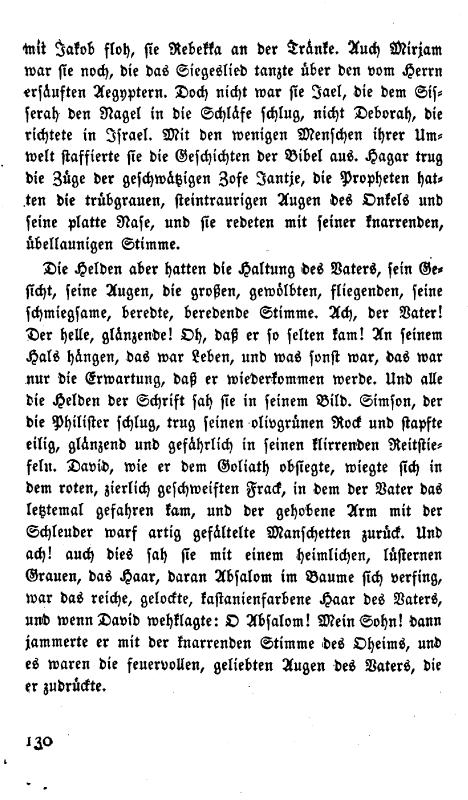 mit Jakob floh, sie Rebekka an der Tränke. Auch Mirjam
war sie noch, die das Siegeslied tanzte über den vom Herrn
ersäuften Aegyptern. Doch nicht war sie Jael, die dem Sis-
serah den Nagel in die Schläfe schlug, nicht Deborah, die
richtete in Israel. Mit den wenigen Menschen ihrer Um-
welt staffierte sie die Geschichten der Bibel aus. Hagar trug
die Züge der geschwätzigen Zofe Jantje, die Propheten hat-
ten die trübgrauen, steintraurigen Augen des Onkels und
seine platte Nase, und sie redeten mit seiner knarrenden,
übellaunigen Stimme.
Die Helden aber hatten die Haltung des Vaters, sein Ge-
sicht, seine Augen, die großen, gewölbten, fliegenden, seine
schmiegsame, beredte, beredende Stimme. Ach, der Vater!
Der helle, glänzende! Oh, daß er so selten kam! An seinem
Hals hängen, das war Leben, und was sonst war, das war
nur die Erwartung, daß er wiederkommen werde. Und alle
die Helden der Schrift sah sie in seinem Bild. Simson, der
die Philister schlug, trug seinen olivgrünen Rock und stapfte
eilig, glänzend und gefährlich in seinen klirrenden Reitstie-
feln. David, wie er dem Goliath obsiegte, wiegte sich in
dem roten, zierlich geschweiften Frack, in dem der Vater das
letztemal gefahren kam, und der gehobene Arm mit der
Schleuder warf artig gefältelte Manschetten zurück. Und
ach! auch dies sah sie mit einem heimlichen, lüsternen
Grauen, das Haar, daran Absalom im Baume sich verfing,
war das reiche, gelockte, kastanienfarbene Haar des Vaters,
und wenn David wehklagte: O Absalom! Mein Sohn! dann
jammerte er mit der knarrenden Stimme des Oheims, und
es waren die feuervollen, geliebten Augen des Vaters, die
er zudrückte.
130